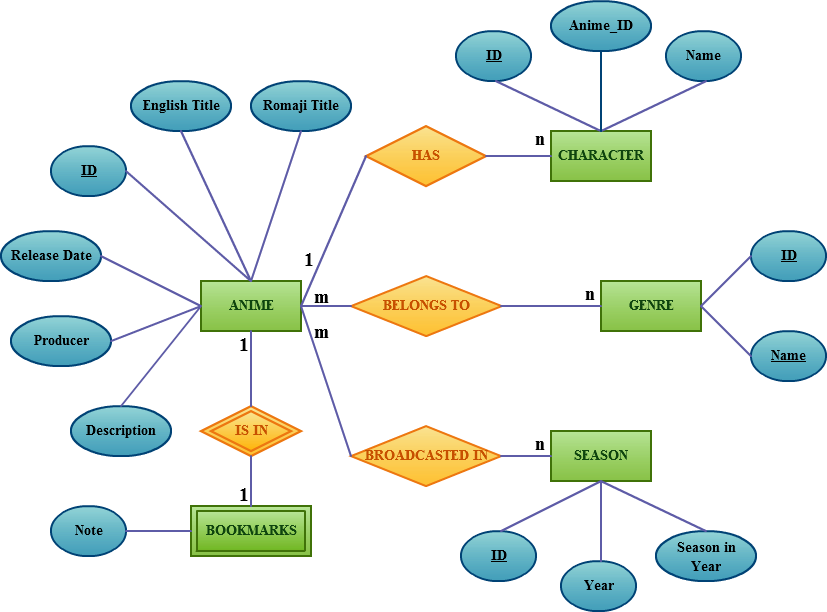 Anime_ID
ID
Name
English Title
Romaji Title
n
HAS
CHARACTER
ID
ID
Release Date
1
m
n
ANIME
BELONGS TO
GENRE
m
Producer
1
Name
Description
IS IN
n
BROADCASTED IN
SEASON
1
Note
BOOKMARKS
ID
Season in
Year
Year